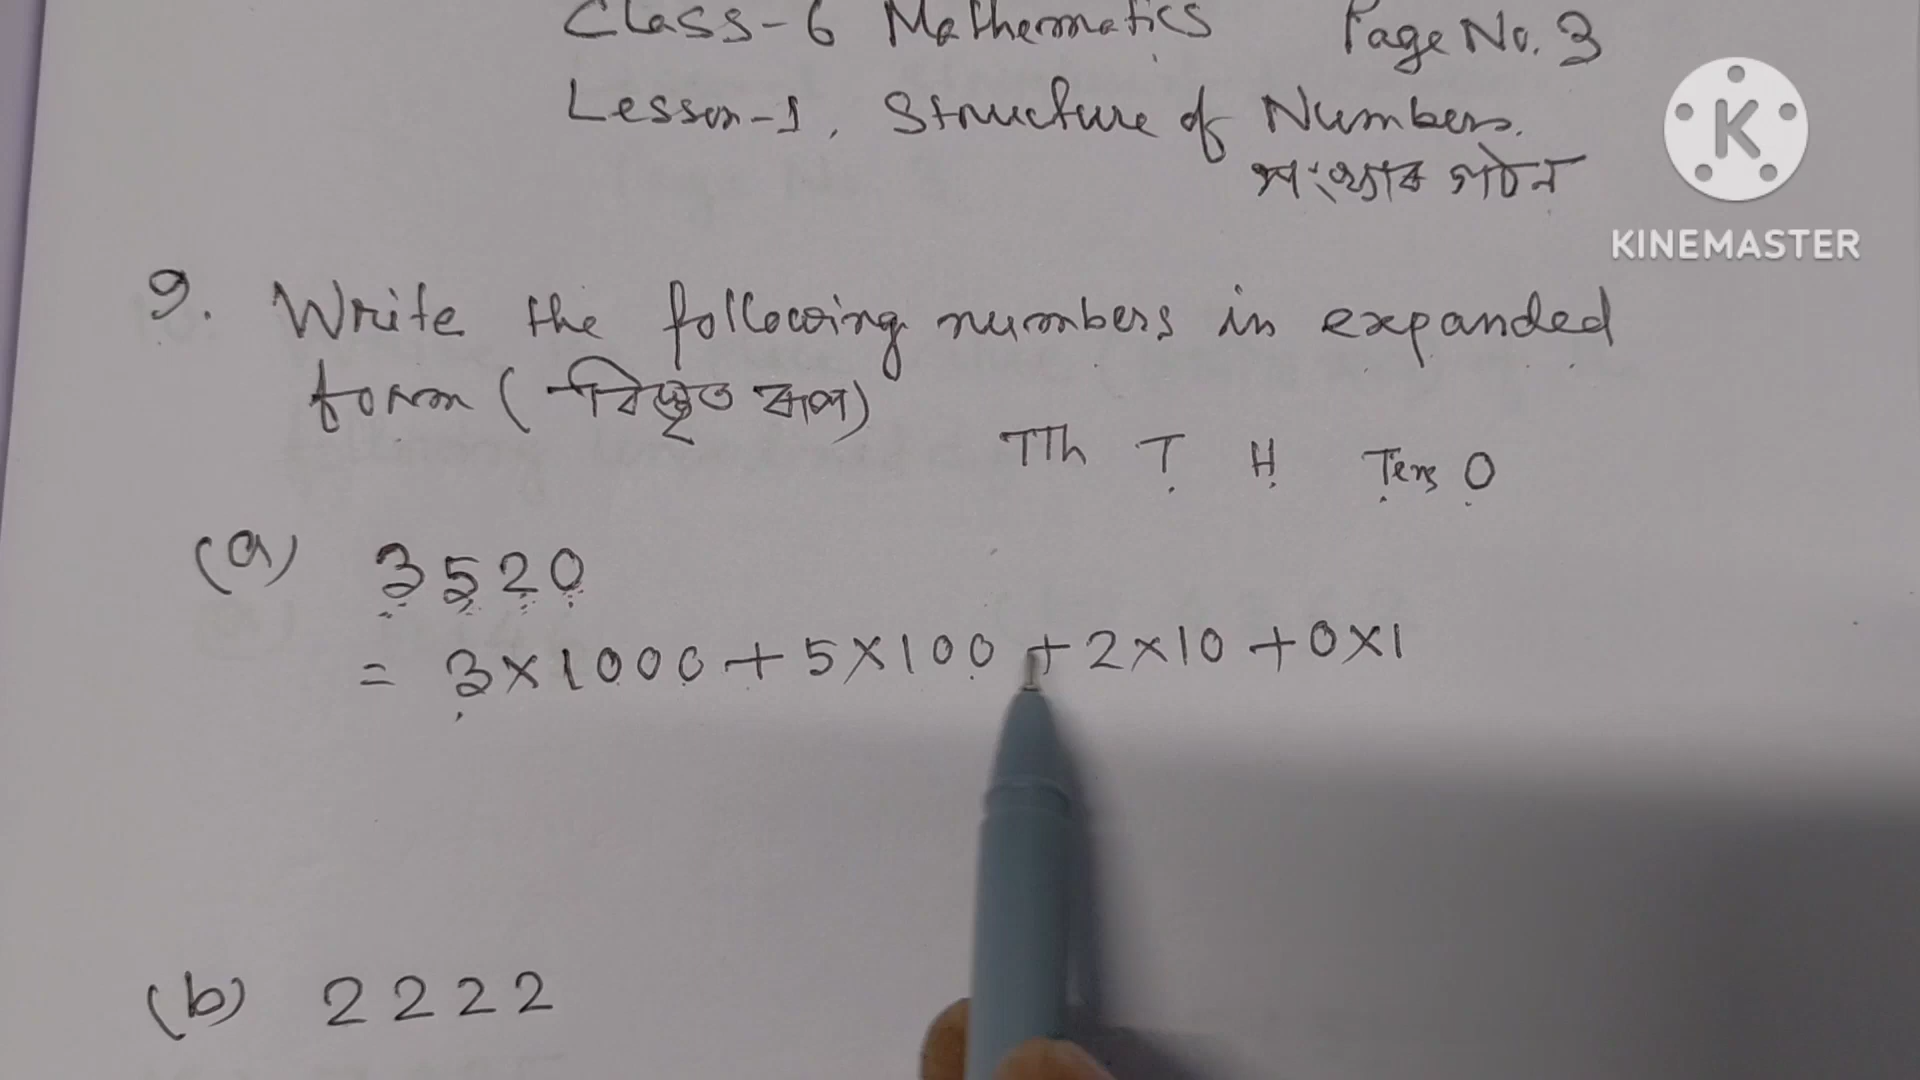 Class-6 Mathematics Page No. 3
Lesson-1, Structure of Numbers.
সংখ্যাৰ গঠন
KINEMASTER
9. Write the following numbers in expanded
form (বিস্তৃত ৰূপ)
TTh T H Tens O
(a) 3520
= 3×1000 + 5×100 + 2×10 + 0×1
(b) 2222